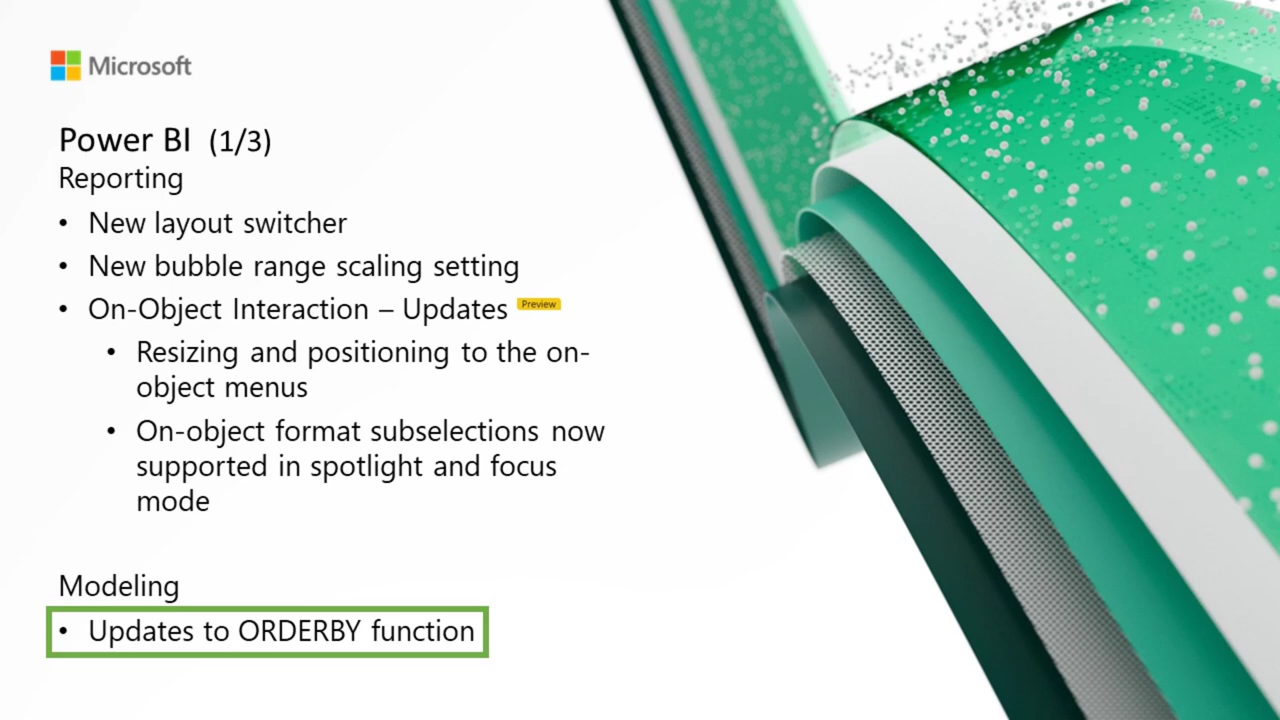 Microsoft
Power BI (1/3)
Reporting
• New layout switcher
• New bubble range scaling setting
• On-Object Interaction – Updates Preview
• Resizing and positioning to the on-
object menus
• On-object format subselections now
supported in spotlight and focus
mode
Modeling
• Updates to ORDERBY function